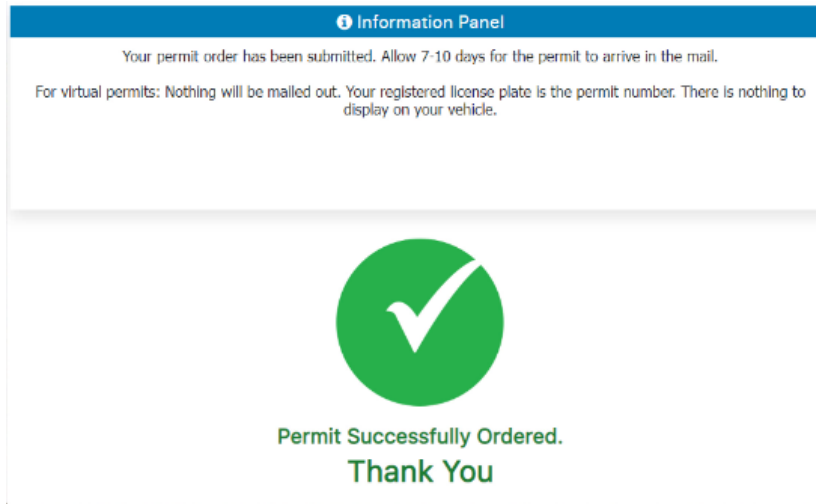 Information Panel
Your permit order has been submitted. Allow 7-10 days for the permit to arrive in the mail.
For virtual permits: Nothing will be mailed out. Your registered license plate is the permit number. There is nothing to
display on your vehicle.
Permit Successfully Ordered.
Thank You